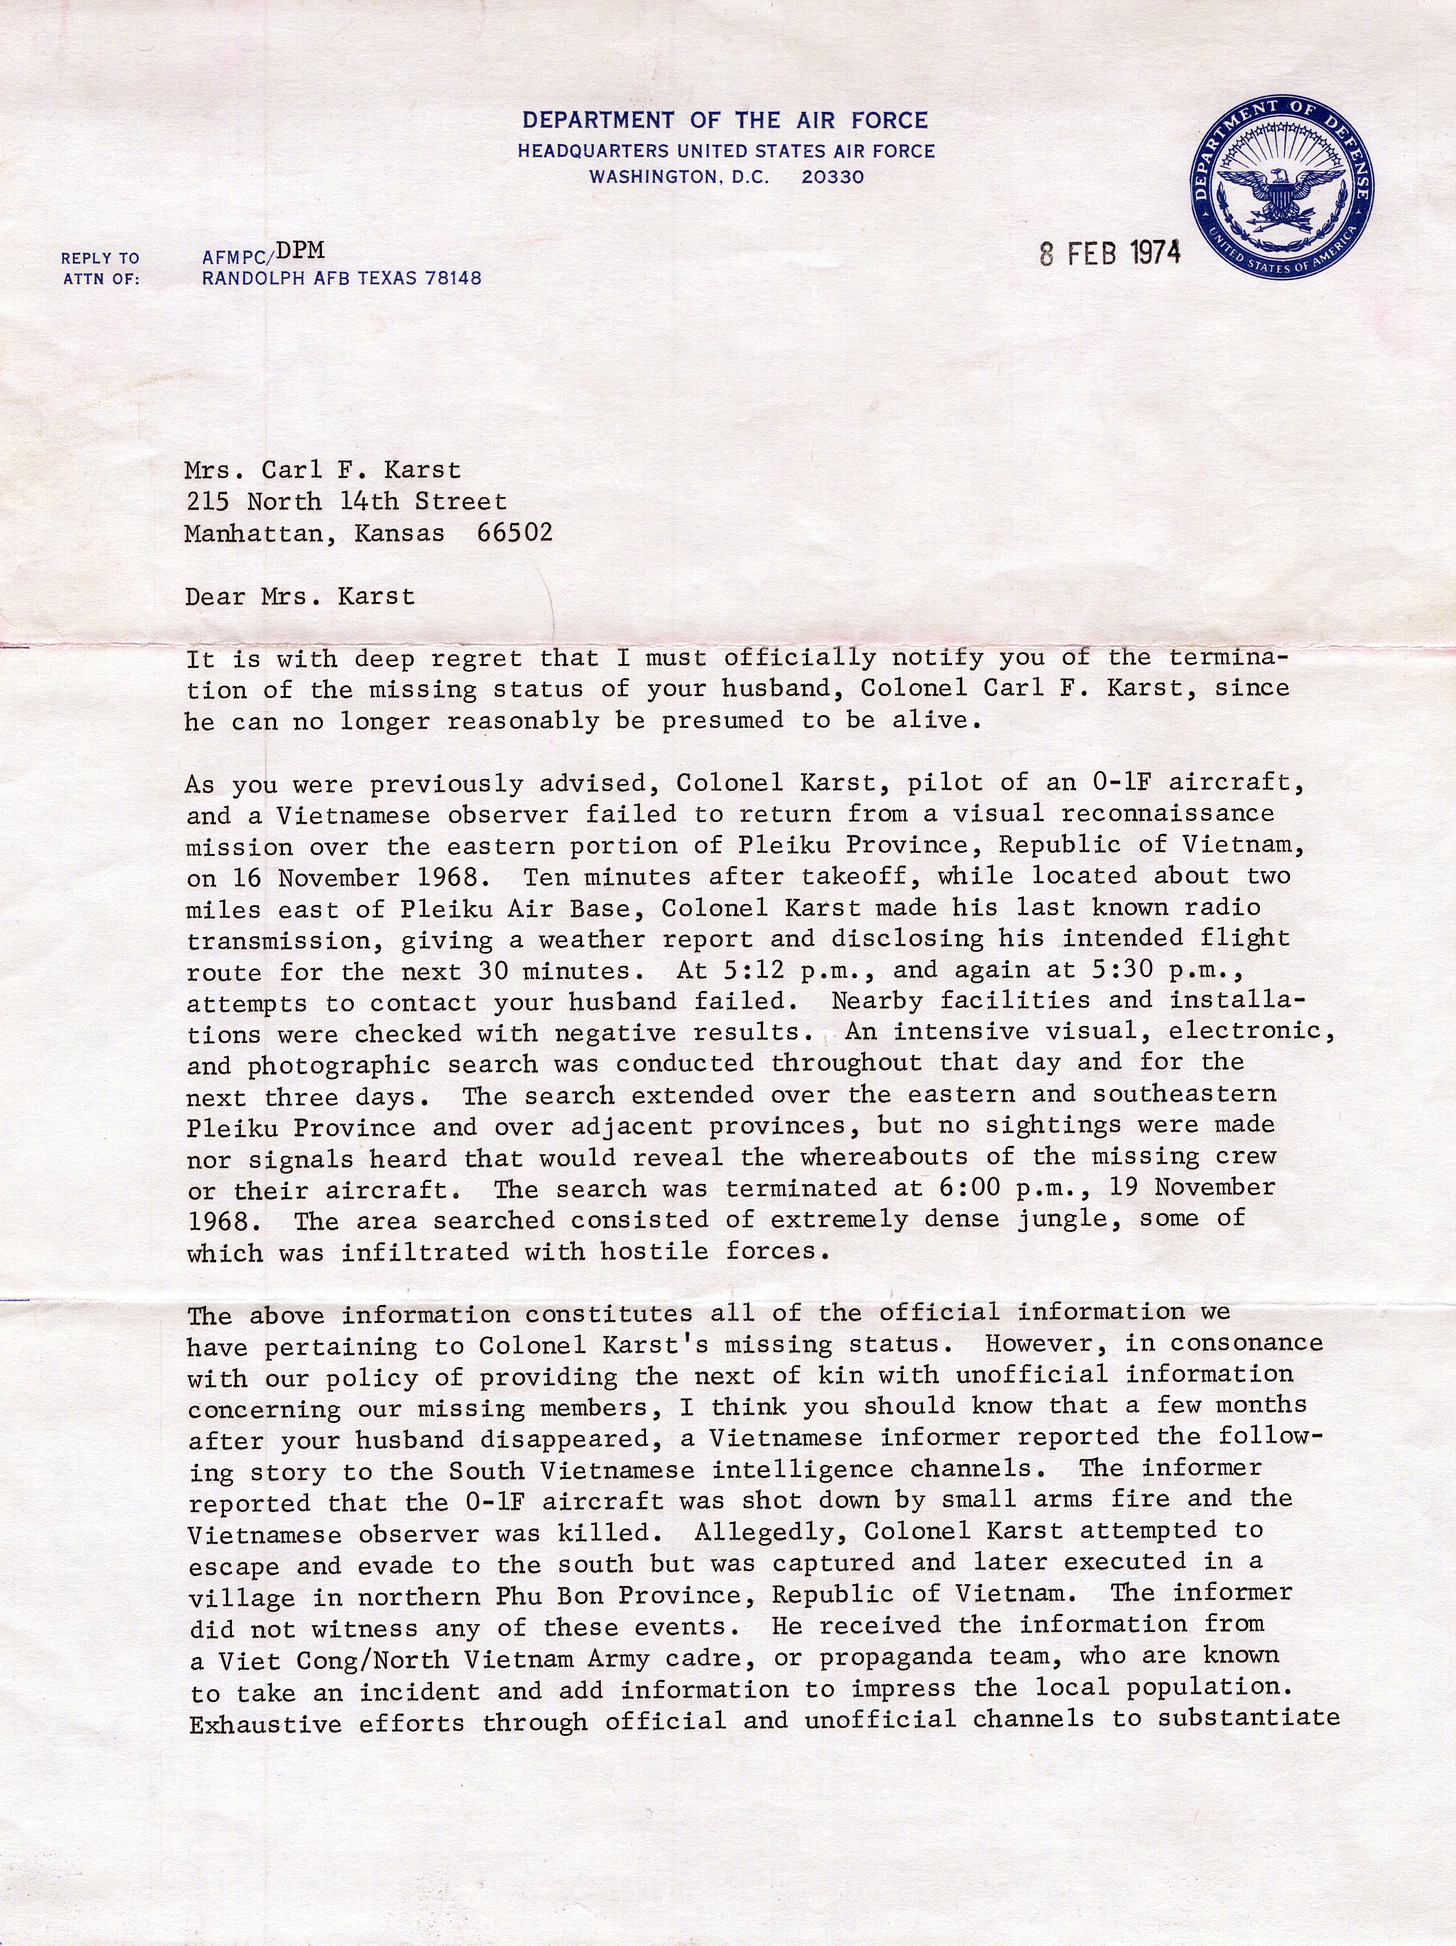 DEPARTMENT OF THE AIR FORCE
HEADQUARTERS UNITED STATES AIR FORCE
WASHINGTON, D.C. 20330
DEPARTMENT OF DEFENSE
UNITED STATES OF AMERICA
REPLY TO
ATTN OF:
AFMPC/DPM
RANDOLPH AFB TEXAS 78148
8 FEB 1974
Mrs. Carl F. Karst
215 North 14th Street
Manhattan, Kansas 66502
Dear Mrs. Karst
It is with deep regret that I must officially notify you of the termina-
tion of the missing status of your husband, Colonel Carl F. Karst, since
he can no longer reasonably be presumed to be alive.
As you were previously advised, Colonel Karst, pilot of an O-1F aircraft,
and a Vietnamese observer failed to return from a visual reconnaissance
mission over the eastern portion of Pleiku Province, Republic of Vietnam,
on 16 November 1968. Ten minutes after takeoff, while located about two
miles east of Pleiku Air Base, Colonel Karst made his last known radio
transmission, giving a weather report and disclosing his intended flight
route for the next 30 minutes. At 5:12 p.m., and again at 5:30 p.m.,
attempts to contact your husband failed. Nearby facilities and installa-
tions were checked with negative results. An intensive visual, electronic,
and photographic search was conducted throughout that day and for the
next three days. The search extended over the eastern and southeastern
Pleiku Province and over adjacent provinces, but no sightings were made
nor signals heard that would reveal the whereabouts of the missing crew
or their aircraft. The search was terminated at 6:00 p.m., 19 November
1968. The area searched consisted of extremely dense jungle, some of
which was infiltrated with hostile forces.
The above information constitutes all of the official information we
have pertaining to Colonel Karst's missing status. However, in consonance
with our policy of providing the next of kin with unofficial information
concerning our missing members, I think you should know that a few months
after your husband disappeared, a Vietnamese informer reported the follow-
ing story to the South Vietnamese intelligence channels. The informer
reported that the O-1F aircraft was shot down by small arms fire and the
Vietnamese observer was killed. Allegedly, Colonel Karst attempted to
escape and evade to the south but was captured and later executed in a
village in northern Phu Bon Province, Republic of Vietnam. The informer
did not witness any of these events. He received the information from
a Viet Cong/North Vietnam Army cadre, or propaganda team, who are known
to take an incident and add information to impress the local population.
Exhaustive efforts through official and unofficial channels to substantiate